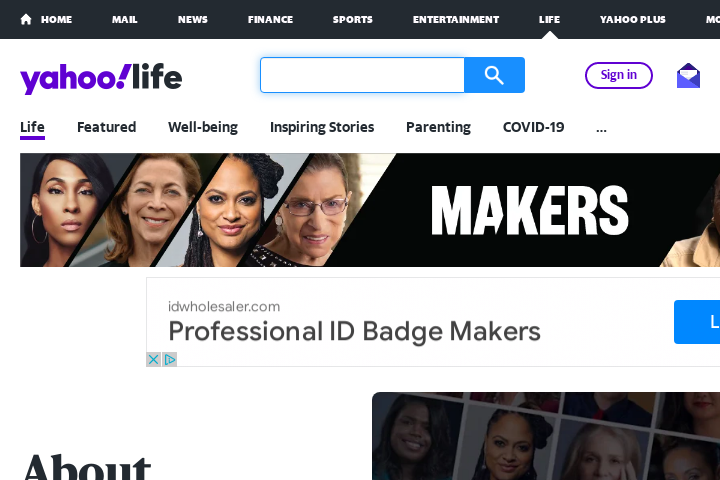 HOME MAIL NEWS FINANCE SPORTS ENTERTAINMENT LIFE YAHOO PLUS MO
yahoo!life
Sign in
Life Featured Well-being Inspiring Stories Parenting COVID-19 ...
MAKERS
idwholesaler.com
Professional ID Badge Makers
L
About